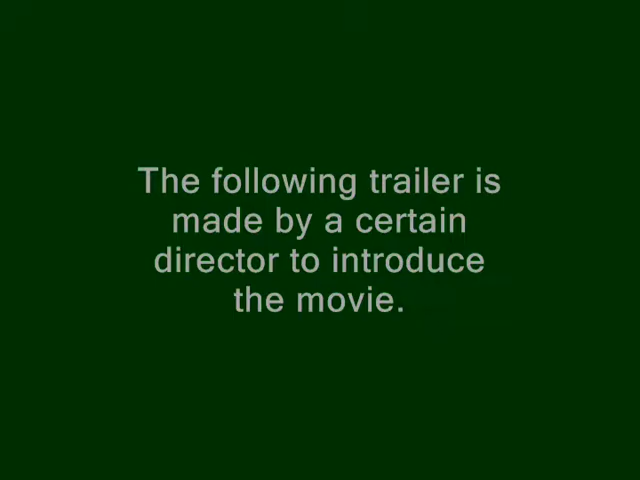 The following trailer is
made by a certain
director to introduce
the movie.